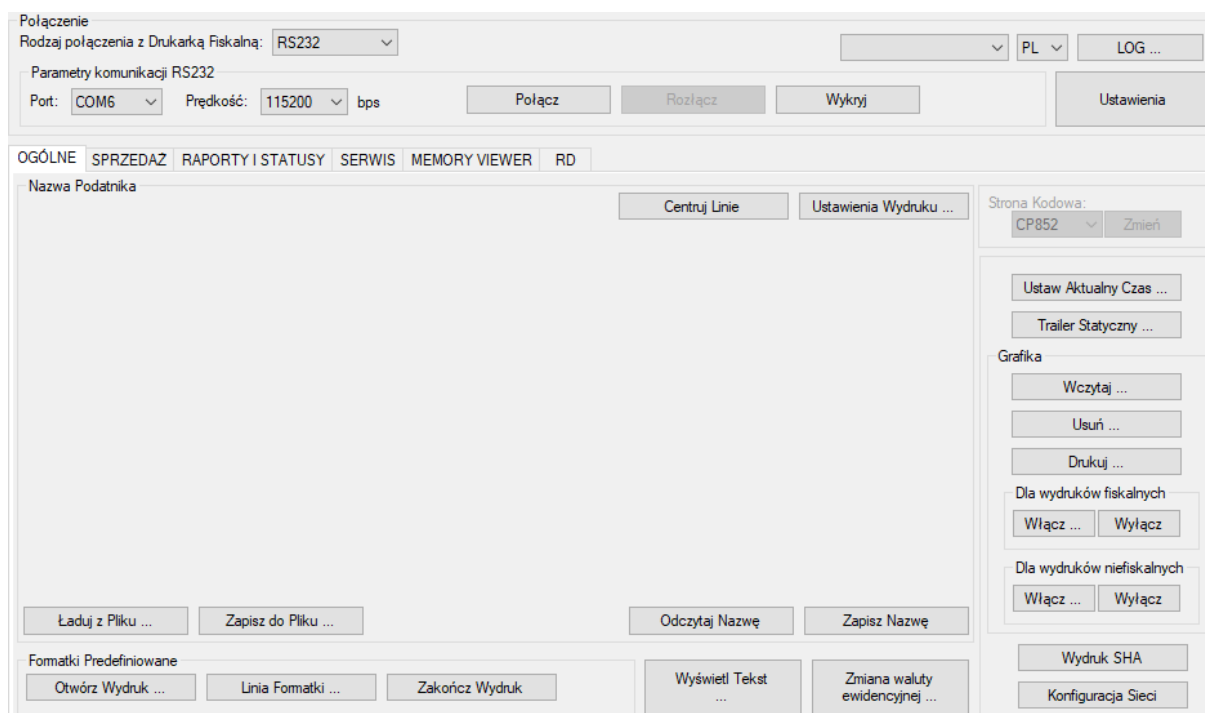 Połączenie
Rodzaj połączenia z Drukarką Fiskalną: RS232
PL LOG ...
Parametry komunikacji RS232
Port: COM6 Prędkość: 115200 bps Połącz Rozłącz Wykryj Ustawienia
OGÓLNE SPRZEDAŻ RAPORTY I STATUSY SERWIS MEMORY VIEWER RD
Nazwa Podatnika
Centruj Linie Ustawienia Wydruku ...
Strona Kodowa:
CP852 Zmień
Ustaw Aktualny Czas ...
Trailer Statyczny ...
Grafika
Wczytaj ...
Usuń ...
Drukuj ...
Dla wydruków fiskalnych
Włącz ... Wyłącz
Dla wydruków niefiskalnych
Włącz ... Wyłącz
Ładuj z Pliku ... Zapisz do Pliku ... Odczytaj Nazwę Zapisz Nazwę
Formatki Predefiniowane
Otwórz Wydruk ... Linia Formatki ... Zakończ Wydruk
Wyświetl Tekst
...
Zmiana waluty
ewidencyjnej ...
Wydruk SHA
Konfiguracja Sieci